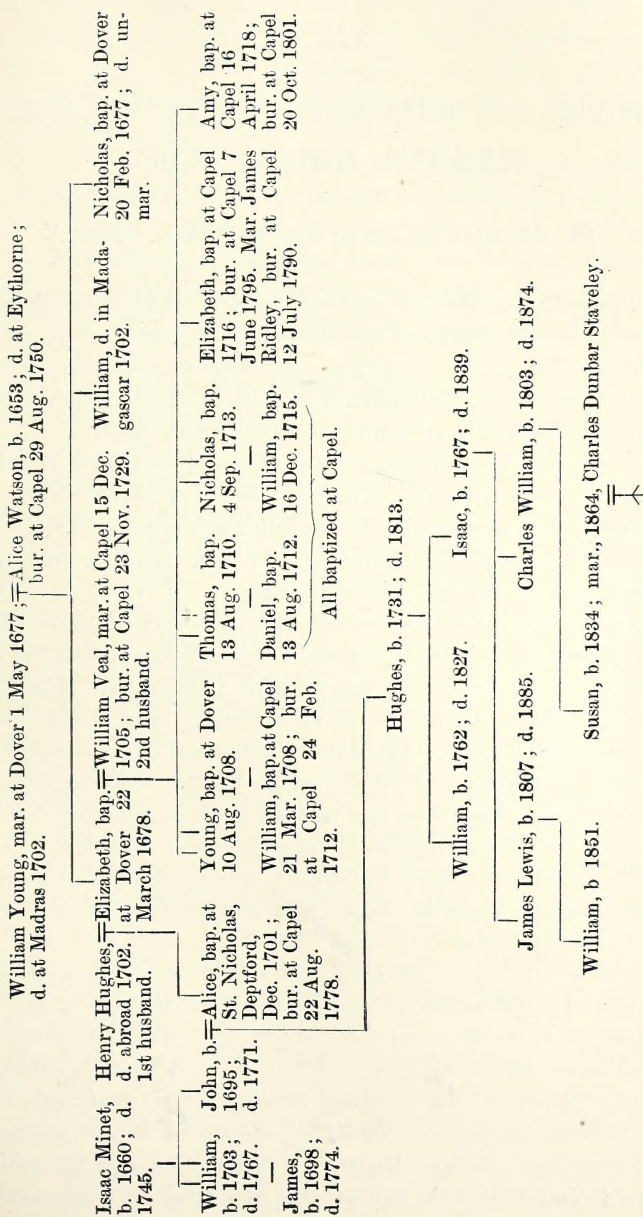 William Young, mar. at Dover 1 May 1677;
d. at Madras 1702.
Alice Watson, b. 1653; d. at Eythorne;
bur. at Capel 29 Aug. 1750.
Isaac Minet,
b. 1660; d.
1745.
Henry Hughes,
d. abroad 1702.
1st husband.
Elizabeth, bap.
at Dover 22
March 1678.
William Veal, mar. at Capel 15 Dec.
1705; bur. at Capel 23 Nov. 1729.
2nd husband.
William, d. in Mada-
gascar 1702.
Nicholas, bap. at Dover
20 Feb. 1677; d. un-
mar.
William,
b. 1703;
d. 1767.
—
James,
b. 1698;
d. 1774.
John, b.
1695;
d. 1771.
Alice, bap. at
St. Nicholas,
Deptford,
Dec. 1701;
bur. at Capel
22 Aug.
1778.
Young, bap. at Dover
10 Aug. 1708.
—
William, bap. at Capel
21 Mar. 1708; bur.
at Capel 24 Feb.
1712.
Thomas, bap.
13 Aug. 1710.
—
Daniel, bap.
13 Aug. 1712.
Nicholas, bap.
4 Sep. 1713.
—
William, bap.
16 Dec. 1715.
All baptized at Capel.
Elizabeth, bap. at Capel
1716; bur. at Capel 7
June 1795. Mar. James
Ridley, bur. at Capel
12 July 1790.
Amy, bap. at
Capel 16
April 1718;
bur. at Capel
20 Oct. 1801.
Hughes, b. 1731; d. 1813.
William, b. 1762; d. 1827.
Isaac, b. 1767; d. 1839.
James Lewis, b. 1807; d. 1885.
Charles William, b. 1803; d. 1874.
William, b 1851.
Susan, b. 1834; mar., 1864, Charles Dunbar Staveley.